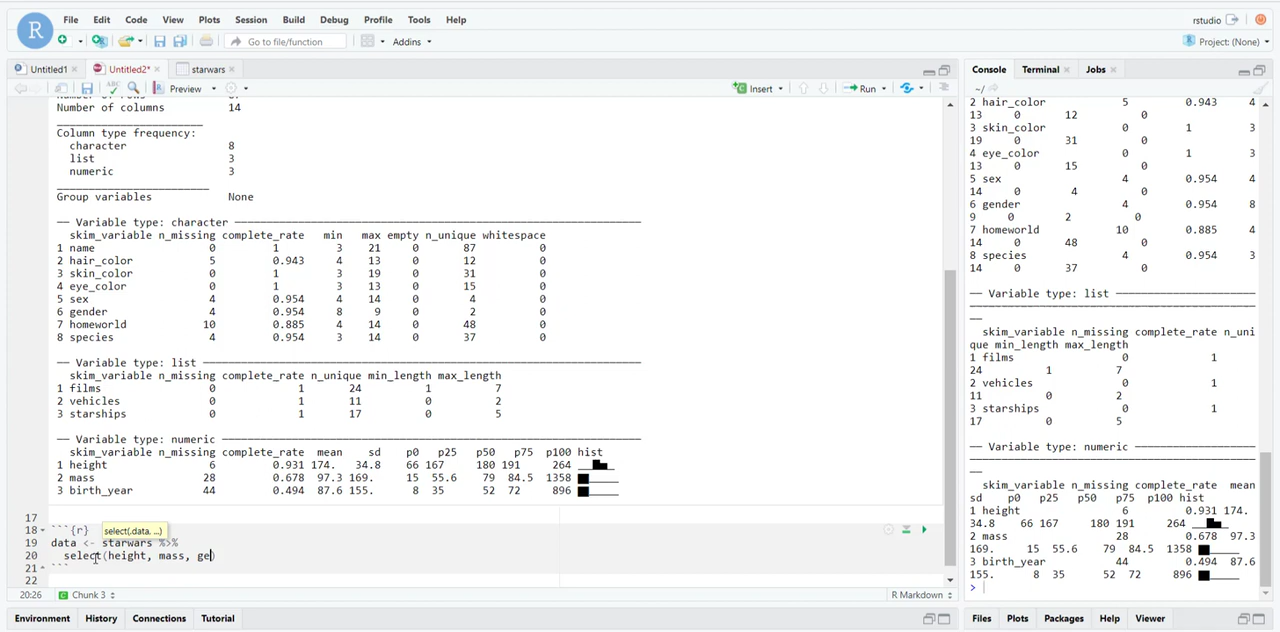 File Edit Code View Plots Session Build Debug Profile Tools Help
rstudio
R
Go to file/function
Addins
Project: (None)
Untitled1
Untitled2*
starwars
Console
Terminal
Jobs
ABC
Preview
Insert
Run
~/
Number of columns 14
Column type frequency:
character 8
list 3
numeric 3
Group variables None
── Variable type: character
skim_variable n_missing complete_rate min max empty n_unique whitespace
1 name 0 1 3 21 0 87 0
2 hair_color 5 0.943 4 13 0 12 0
3 skin_color 0 1 3 19 0 31 0
4 eye_color 0 1 3 13 0 15 0
5 sex 4 0.954 4 14 0 4 0
6 gender 4 0.954 8 9 0 2 0
7 homeworld 10 0.885 4 14 0 48 0
8 species 4 0.954 3 14 0 37 0
── Variable type: list
skim_variable n_missing complete_rate n_unique min_length max_length
1 films 0 1 24 1 7
2 vehicles 0 1 11 0 2
3 starships 0 1 17 0 5
── Variable type: numeric
skim_variable n_missing complete_rate mean sd p0 p25 p50 p75 p100 hist
1 height 6 0.931 174. 34.8 66 167 180 191 264
2 mass 28 0.678 97.3 169. 15 55.6 79 84.5 1358
3 birth_year 44 0.494 87.6 155. 8 35 52 72 896
17
18 ```{r}
select(.data, ...)
19 data <- starwars %>%
20 select(height, mass, ge)
21 ```
22
20:26 Chunk 3 R Markdown
Environment History Connections Tutorial
2 hair_color 5 0.943 4
13 0 12 0
3 skin_color 0 1 3
19 0 31 0
4 eye_color 0 1 3
13 0 15 0
5 sex 4 0.954 4
14 0 4 0
6 gender 4 0.954 8
9 0 2 0
7 homeworld 10 0.885 4
14 0 48 0
8 species 4 0.954 3
14 0 37 0
── Variable type: list
skim_variable n_missing complete_rate n_uni
que min_length max_length
1 films 0 1
24 1 7
2 vehicles 0 1
11 0 2
3 starships 0 1
17 0 5
── Variable type: numeric
skim_variable n_missing complete_rate mean
sd p0 p25 p50 p75 p100 hist
1 height 6 0.931 174.
34.8 66 167 180 191 264
2 mass 28 0.678 97.3
169. 15 55.6 79 84.5 1358
3 birth_year 44 0.494 87.6
155. 8 35 52 72 896
>
Files Plots Packages Help Viewer